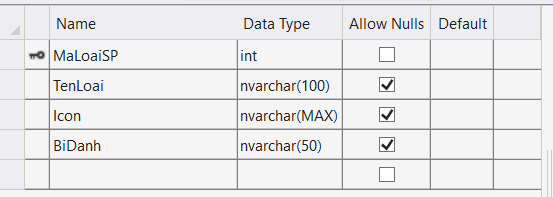 Name Data Type Allow Nulls Default
MaLoaiSP int
TenLoai nvarchar(100)
Icon nvarchar(MAX)
BiDanh nvarchar(50)